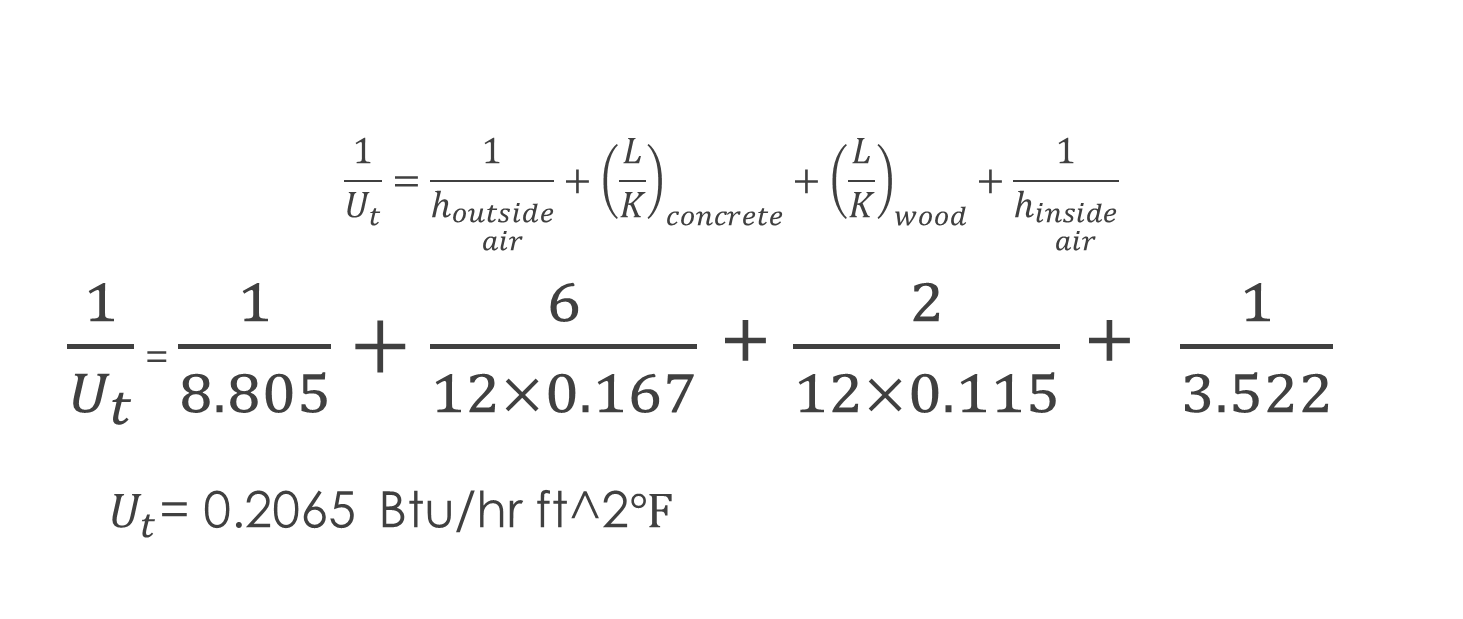 1/U_t = 1/h_outside air + (L/K)_concrete + (L/K)_wood + 1/h_inside air
1/U_t = 1/8.805 + 6/12×0.167 + 2/12×0.115 + 1/3.522
U_t= 0.2065 Btu/hr ft^2°F